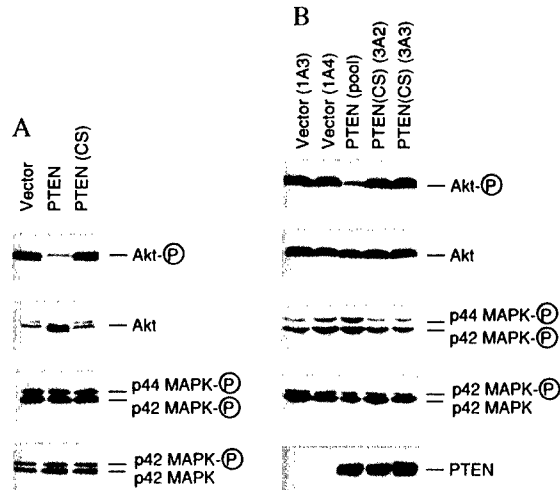 A
Vector
PTEN
PTEN (CS)
Akt-Ⓟ
Akt
p44 MAPK-Ⓟ
p42 MAPK-Ⓟ
p42 MAPK-Ⓟ
p42 MAPK
B
Vector (1A3)
Vector (1A4)
PTEN (pool)
PTEN(CS) (3A2)
PTEN(CS) (3A3)
Akt-Ⓟ
Akt
p44 MAPK-Ⓟ
p42 MAPK-Ⓟ
p42 MAPK-Ⓟ
p42 MAPK
PTEN